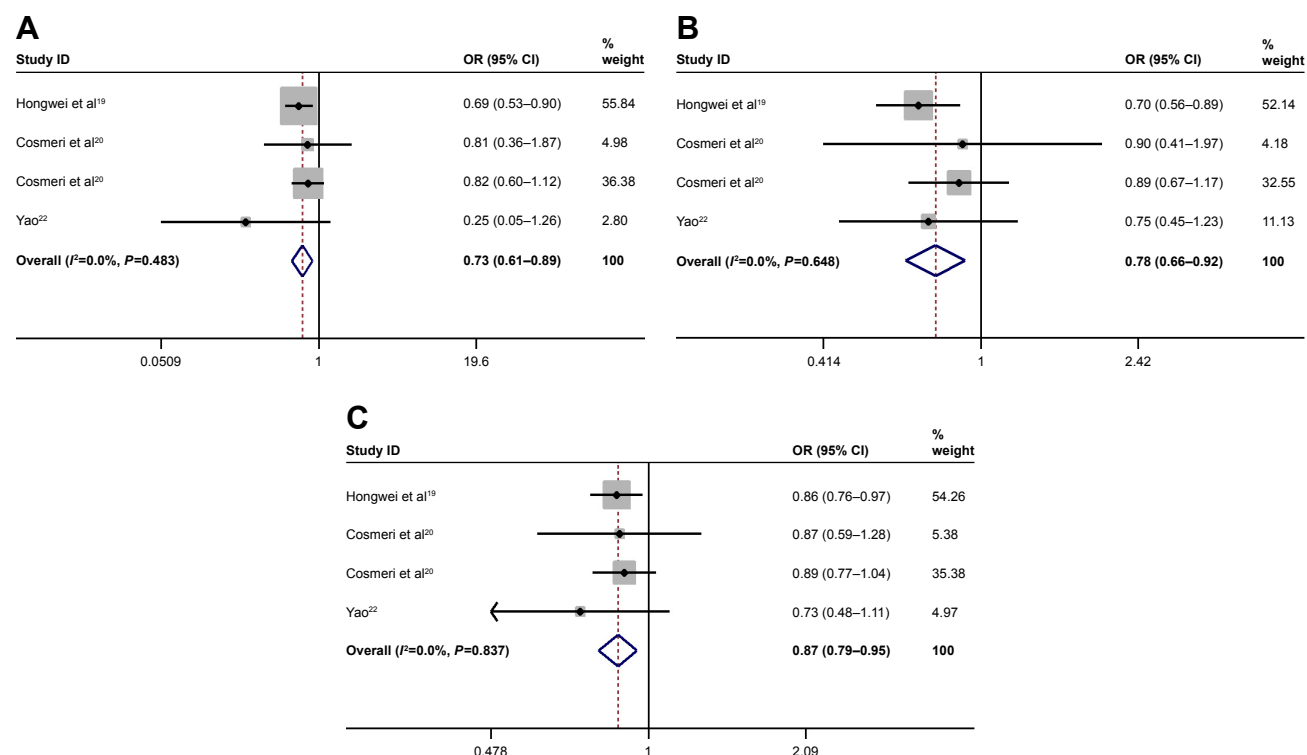 A
Study ID OR (95% CI) % weight
Hongwei et al19 0.69 (0.53–0.90) 55.84
Cosmeri et al20 0.81 (0.36–1.87) 4.98
Cosmeri et al20 0.82 (0.60–1.12) 36.38
Yao22 0.25 (0.05–1.26) 2.80
Overall (I2=0.0%, P=0.483) 0.73 (0.61–0.89) 100
0.0509 1 19.6
B
Study ID OR (95% CI) % weight
Hongwei et al19 0.70 (0.56–0.89) 52.14
Cosmeri et al20 0.90 (0.41–1.97) 4.18
Cosmeri et al20 0.89 (0.67–1.17) 32.55
Yao22 0.75 (0.45–1.23) 11.13
Overall (I2=0.0%, P=0.648) 0.78 (0.66–0.92) 100
0.414 1 2.42
C
Study ID OR (95% CI) % weight
Hongwei et al19 0.86 (0.76–0.97) 54.26
Cosmeri et al20 0.87 (0.59–1.28) 5.38
Cosmeri et al20 0.89 (0.77–1.04) 35.38
Yao22 0.73 (0.48–1.11) 4.97
Overall (I2=0.0%, P=0.837) 0.87 (0.79–0.95) 100
0.478 1 2.09